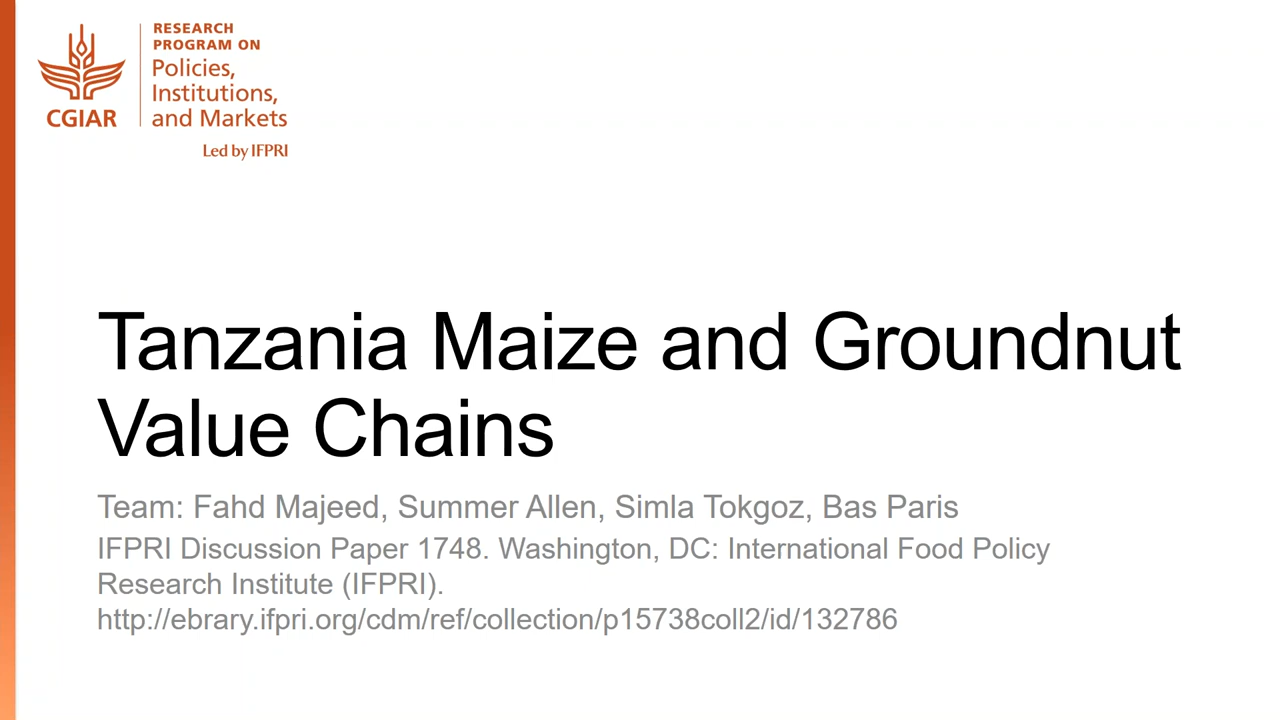 RESEARCH
PROGRAM ON
Policies,
Institutions,
and Markets
CGIAR
Led by IFPRI
Tanzania Maize and Groundnut
Value Chains
Team: Fahd Majeed, Summer Allen, Simla Tokgoz, Bas Paris
IFPRI Discussion Paper 1748. Washington, DC: International Food Policy
Research Institute (IFPRI).
http://ebrary.ifpri.org/cdm/ref/collection/p15738coll2/id/132786